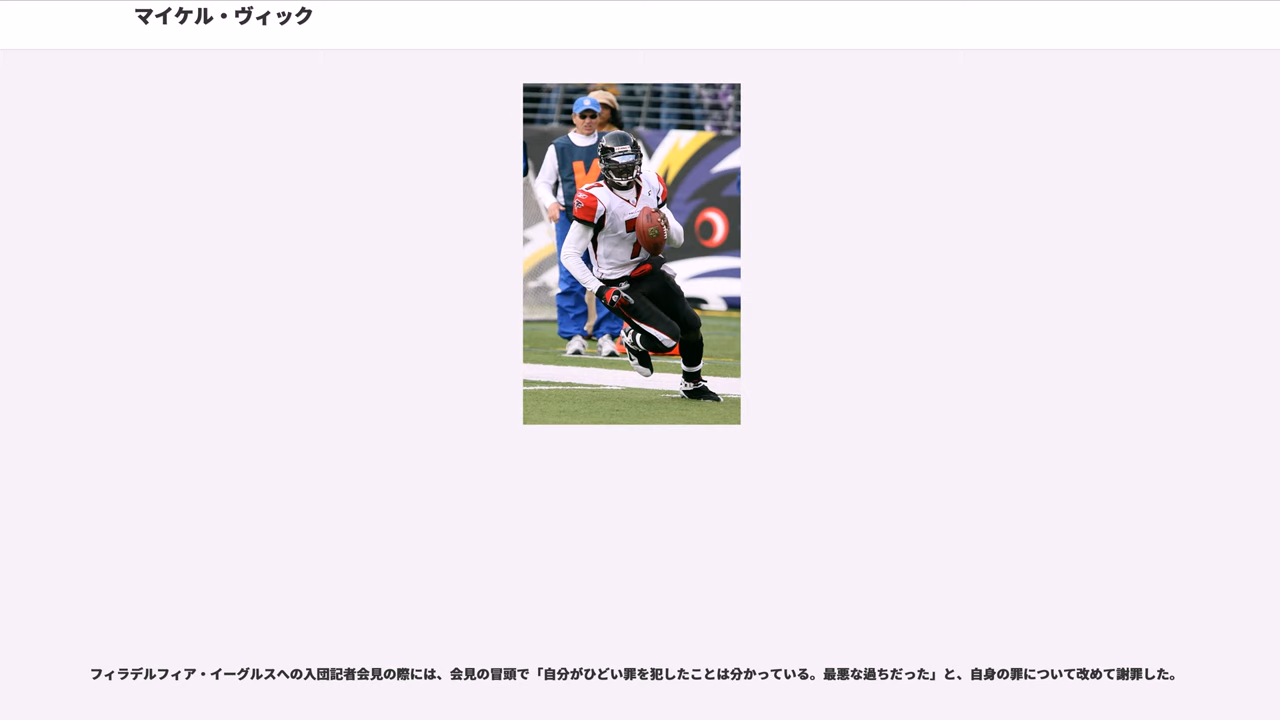 マイケル・ヴィック
7
フィラデルフィア・イーグルスへの入団記者会見の際には、会見の冒頭で「自分がひどい罪を犯したことは分かっている。最悪な過ちだった」と、自身の罪について改めて謝罪した。